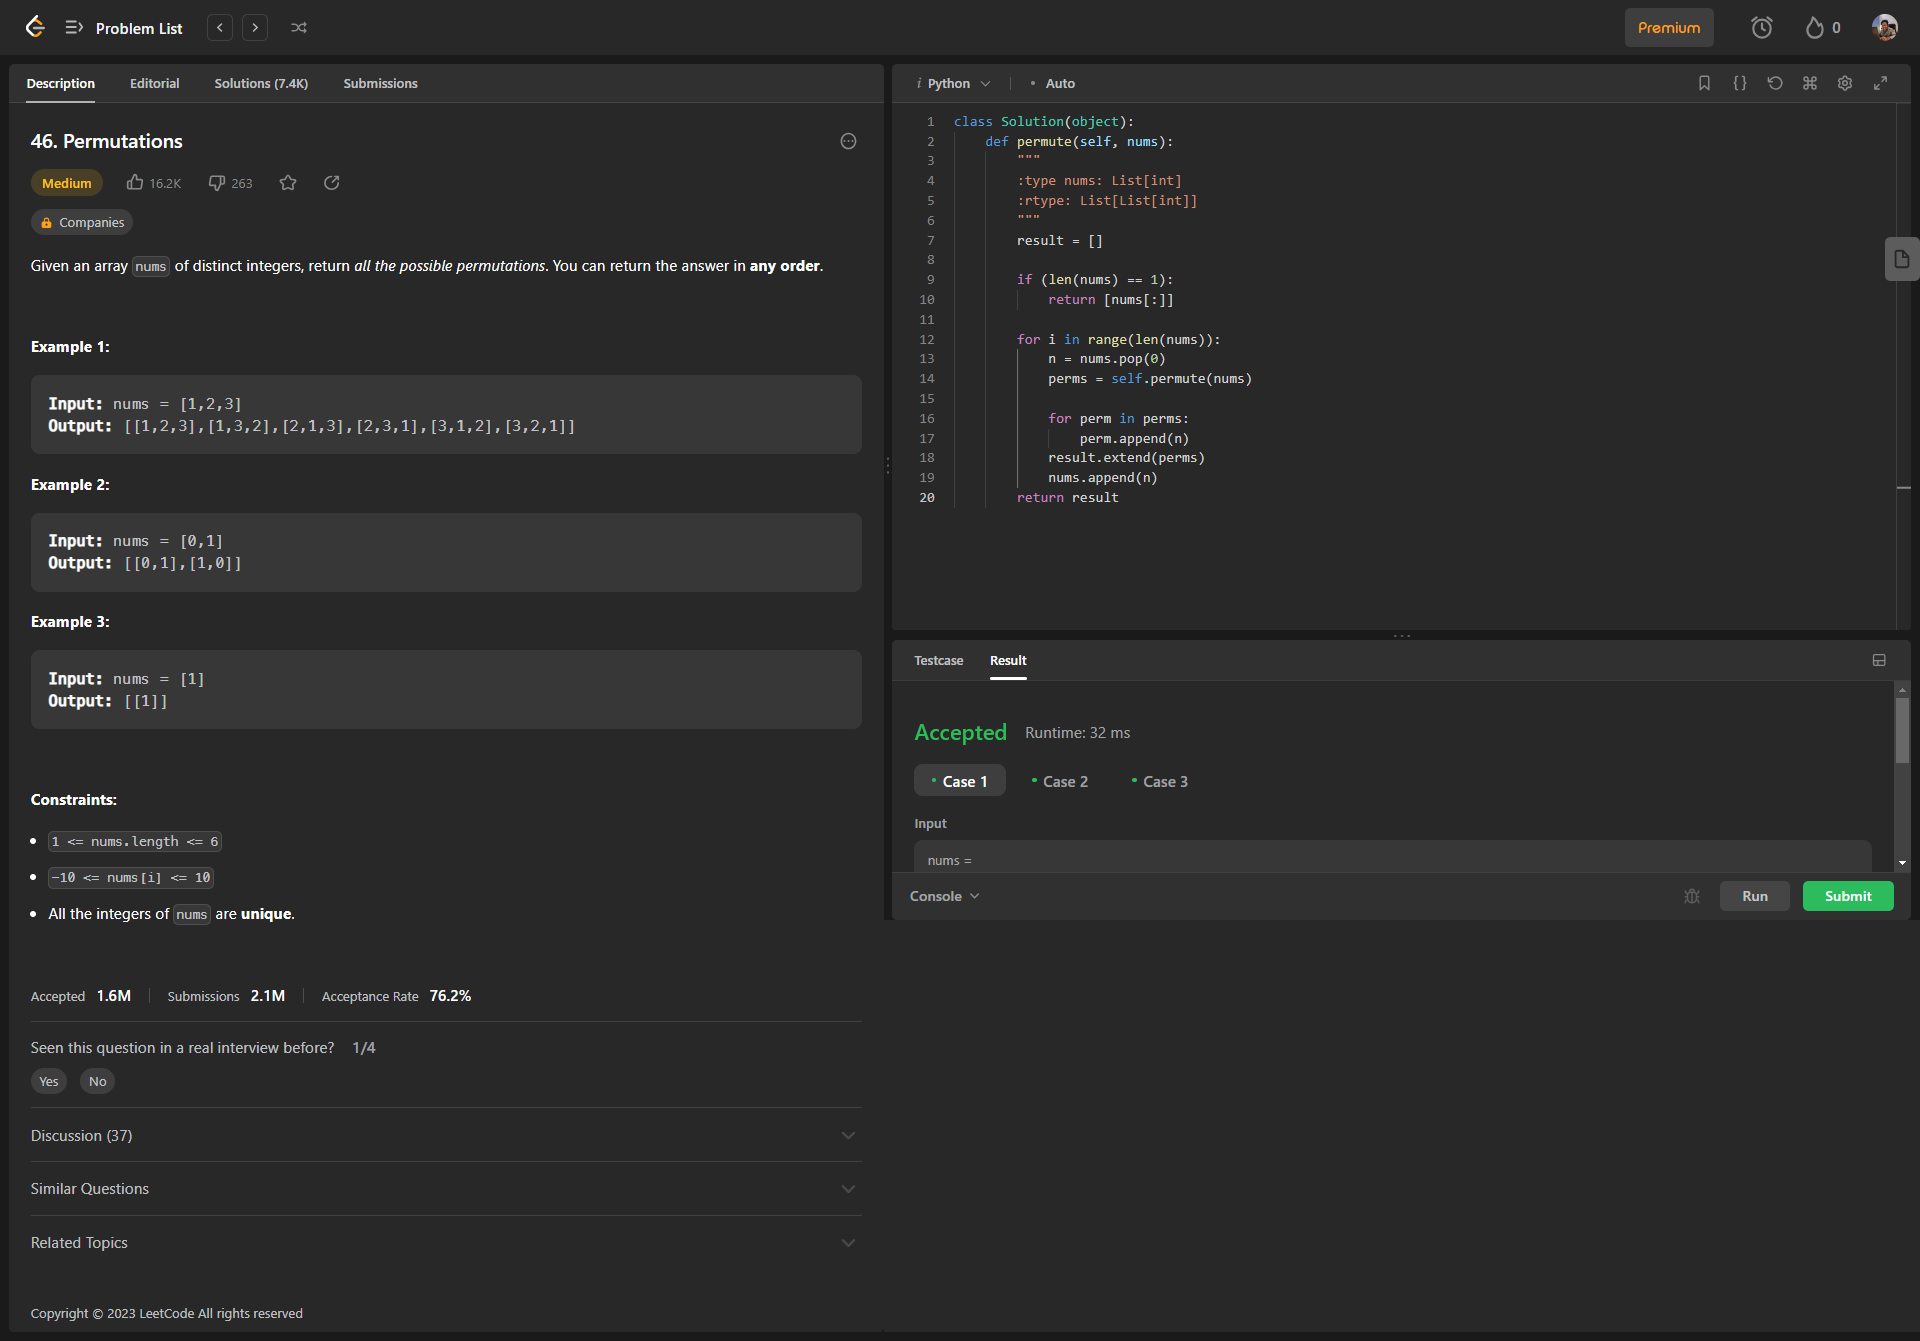 Problem List
Premium
0
Description Editorial Solutions (7.4K) Submissions
46. Permutations
Medium 16.2K 263
Companies
Given an array nums of distinct integers, return all the possible permutations. You can return the answer in any order.
Example 1:
Input: nums = [1,2,3]
Output: [[1,2,3],[1,3,2],[2,1,3],[2,3,1],[3,1,2],[3,2,1]]
Example 2:
Input: nums = [0,1]
Output: [[0,1],[1,0]]
Example 3:
Input: nums = [1]
Output: [[1]]
Constraints:
1 <= nums.length <= 6
-10 <= nums[i] <= 10
All the integers of nums are unique.
Accepted 1.6M Submissions 2.1M Acceptance Rate 76.2%
Seen this question in a real interview before? 1/4
Yes No
Discussion (37)
Similar Questions
Related Topics
Copyright © 2023 LeetCode All rights reserved
i Python • Auto
1 class Solution(object):
2     def permute(self, nums):
3         """
4         :type nums: List[int]
5         :rtype: List[List[int]]
6         """
7         result = []
8
9         if (len(nums) == 1):
10             return [nums[:]]
11
12         for i in range(len(nums)):
13             n = nums.pop(0)
14             perms = self.permute(nums)
15
16             for perm in perms:
17                 perm.append(n)
18             result.extend(perms)
19             nums.append(n)
20         return result
Testcase Result
Accepted Runtime: 32 ms
• Case 1 • Case 2 • Case 3
Input
nums =
Console Run Submit